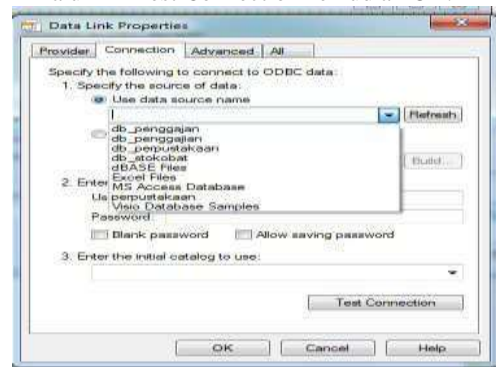 Data Link Properties
Provider Connection Advanced All
Specify the following to connect to ODBC data:
1. Specify the source of data:
Use data source name
Refresh
db_penggajan
db_penggajian
db_perpustakaan
db_stokobat
dBASE Files
Build...
Excel Files
2. Enter
MS Access Database
Us
perpustakaan
Visio Database Samples
Password:
Blank password Allow saving password
3. Enter the initial catalog to use:
Test Connection
OK Cancel Help